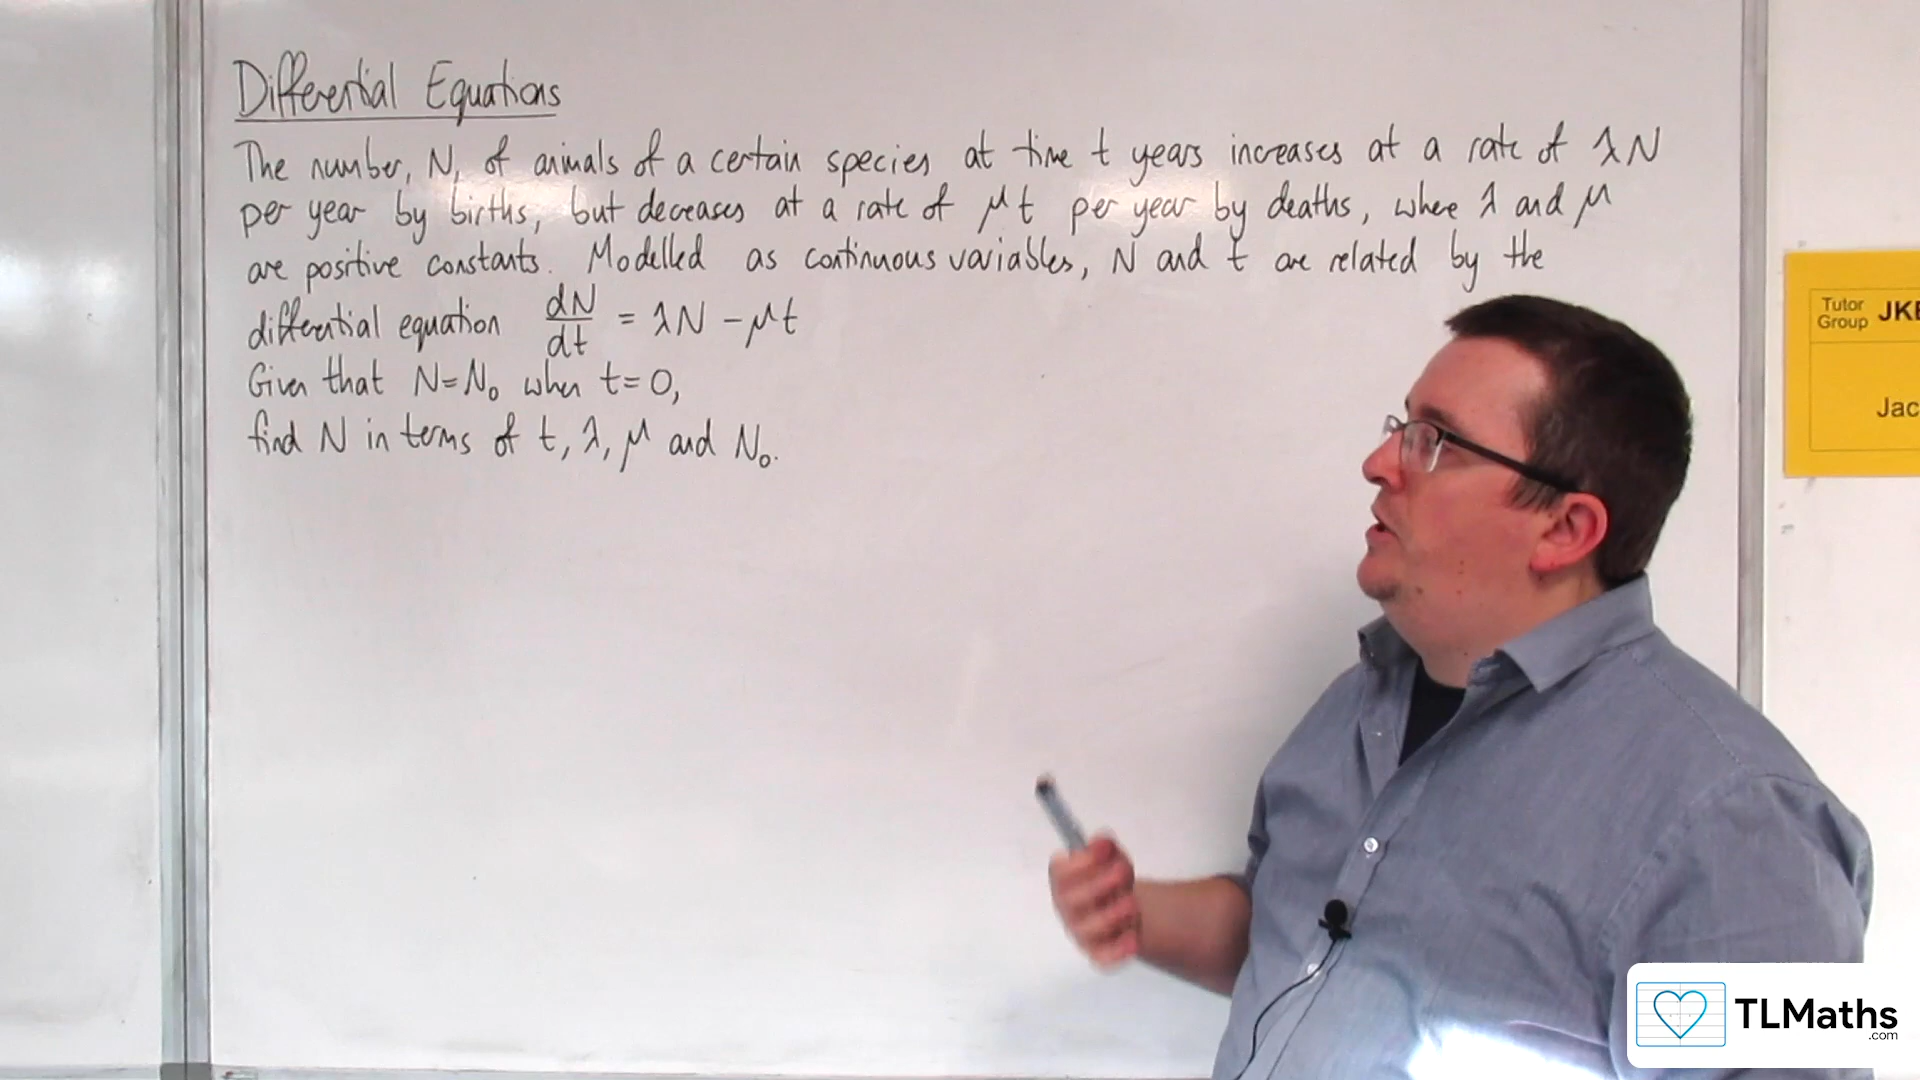 Differential Equations
The number, N, of animals of a certain species at time t years increases at a rate of λN
per year by births, but decreases at a rate of μt per year by deaths, where λ and μ
are positive constants. Modelled as continuous variables, N and t are related by the
differential equation dN/dt = λN - μt
Given that N=N₀ when t=0,
find N in terms of t, λ, μ and N₀.
Tutor
Group JKB
Jac
TLMaths
.com